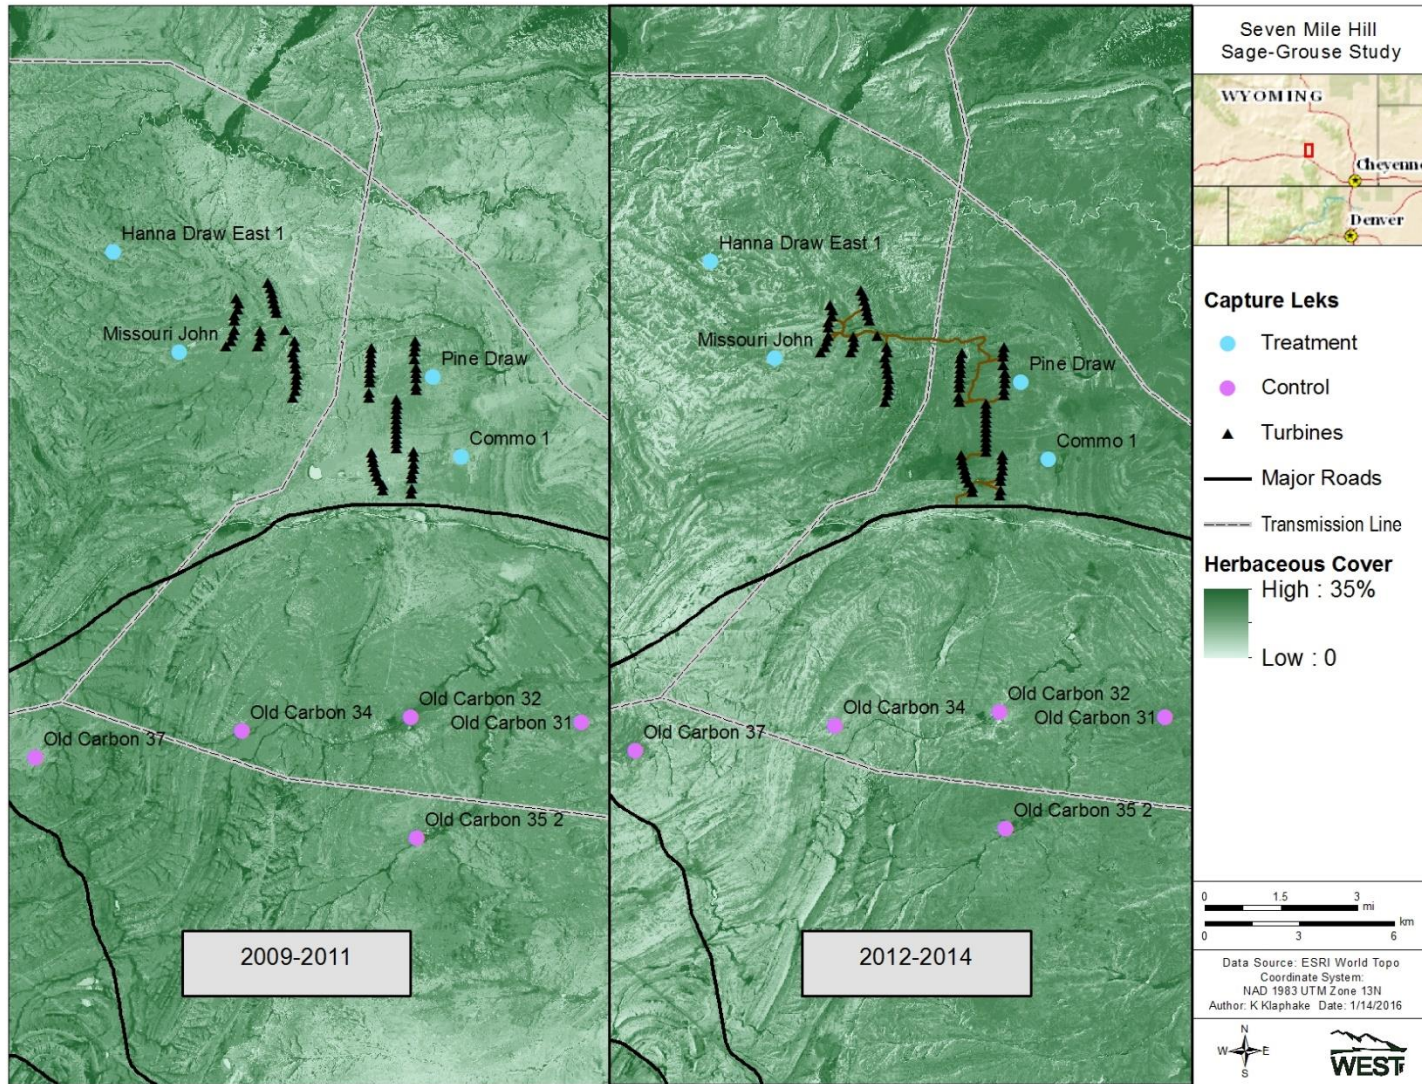 Hanna Draw East 1
Missouri John
Pine Draw
Commo 1
Old Carbon 32
Old Carbon 34
Old Carbon 31
Old Carbon 37
Old Carbon 35 2
2009-2011
Hanna Draw East 1
Missouri John
Pine Draw
Commo 1
Old Carbon 32
Old Carbon 34
Old Carbon 31
Old Carbon 37
Old Carbon 35 2
2012-2014
Seven Mile Hill
Sage-Grouse Study
WYOMING
Cheyenne
Denver
Capture Leks
Treatment
Control
Turbines
Major Roads
Transmission Line
Herbaceous Cover
High : 35%
Low : 0
0 1.5 3
mi
km
0 3 6
Data Source: ESRI World Topo
Coordinate System:
NAD 1983 UTM Zone 13N
Author: K Klaphake Date: 1/14/2016
N
W E
S
WEST